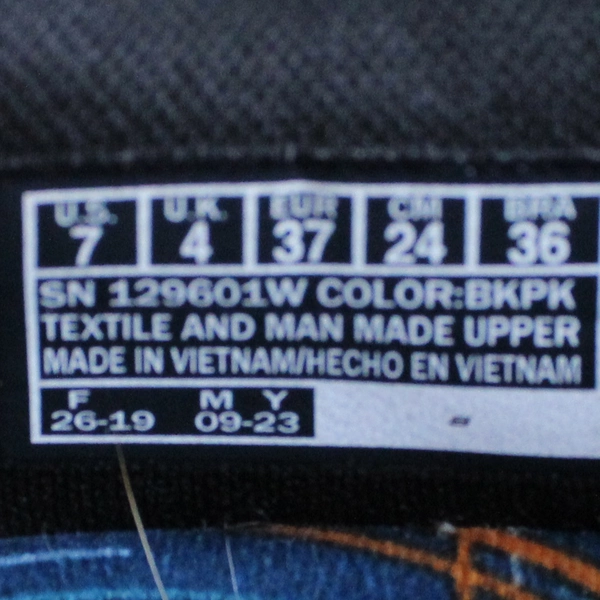 U.S. U.K. EUR CM BRA
7 4 37 24 36
SN 129601W COLOR:BKPK
TEXTILE AND MAN MADE UPPER
MADE IN VIETNAM/HECHO EN VIETNAM
F M Y
26-19 09-23